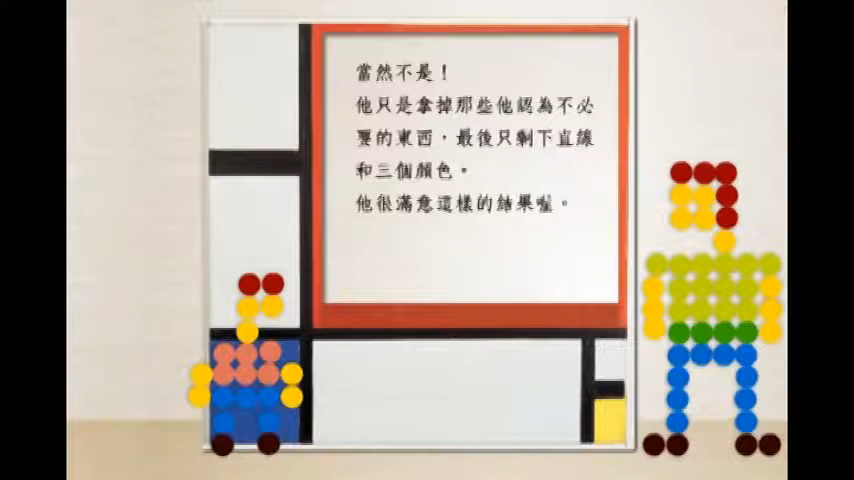 當然不是！
他只是拿掉那些他認為不必
要的東西，最後只剩下直線
和三個顏色。
他很滿意這樣的結果喔。